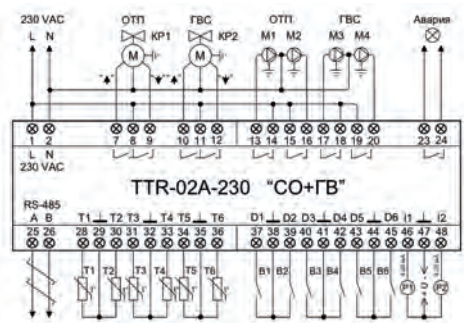 230 VAC ОТП ГВС ОТП ГВС Авария
L N КР1 КР2 М1 М2 М3 М4
М М
1 2 7 8 9 10 11 12 13 14 15 16 17 18 19 20 23 24
L N
230 VAC
TTR-02A-230 "СО+ГВ"
RS-485
A B T1 T2 T3 T4 T5 T6 D1 D2 D3 D4 D5 D6 I1 I2
25 26 28 29 30 31 32 33 34 35 36 37 38 39 40 41 42 43 44 45 46 47 48
T1 T2 T3 T4 T5 T6 B1 B2 B3 B4 B5 B6 P1 P2